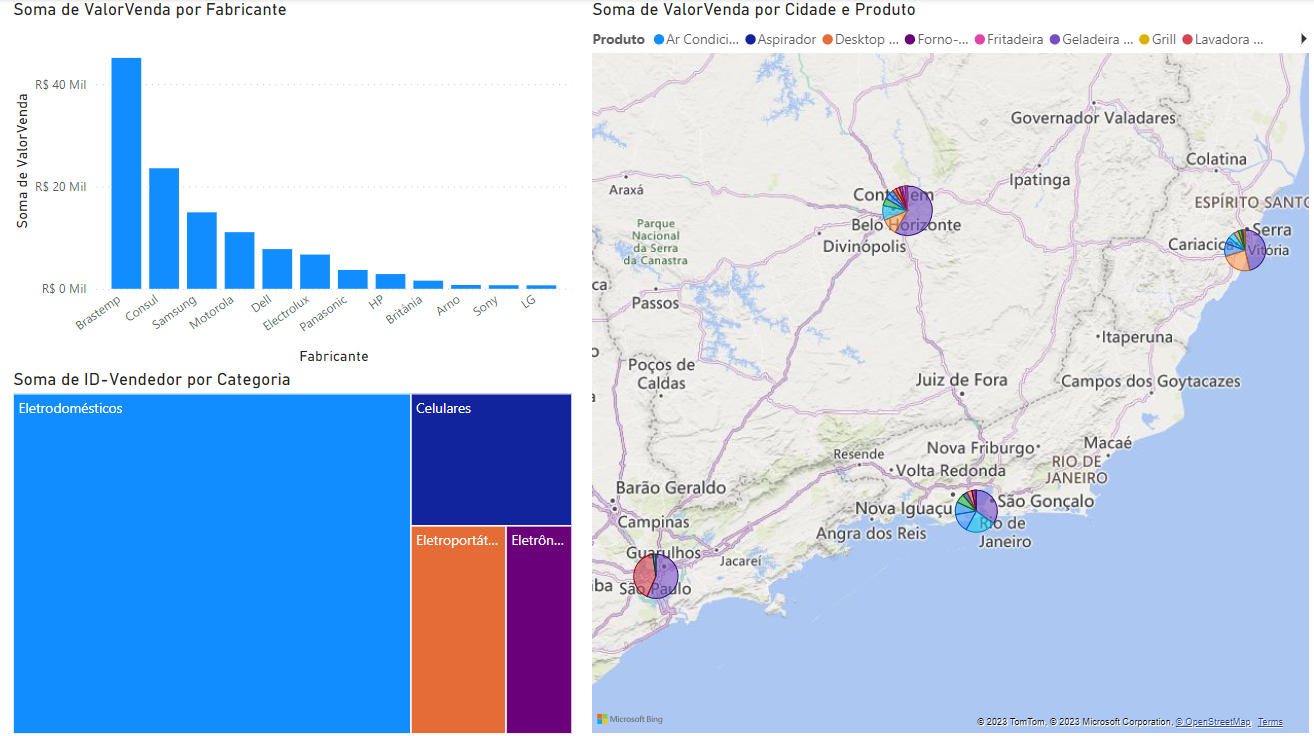 Soma de ValorVenda por Fabricante
Soma de ValorVenda
R$ 40 Mil
R$ 20 Mil
R$ 0 Mil
Brastemp
Consul
Samsung
Motorola
Dell
Electrolux
Panasonic
HP
Britânia
Arno
Sony
LG
Fabricante
Soma de ID-Vendedor por Categoria
Eletrodomésticos
Celulares
Eletroportát...
Eletrôn...
Soma de ValorVenda por Cidade e Produto
Produto Ar Condici... Aspirador Desktop ... Forno-... Fritadeira Geladeira ... Grill Lavadora ...
Governador Valadares
Colatina
Ipatinga
Araxá
ESPÍRITO SANTO
Belo Horizonte
Parque
Nacional
da Serra
da Canastra
Divinópolis
Serra
Vitória
Passos
Itaperuna
Poços de
Caldas
Juiz de Fora
Campos dos Goytacazes
Macaé
Nova Friburgo
Resende
RIO DE
JANEIRO
Volta Redonda
Barão Geraldo
São Gonçalo
Nova Iguaçu
Campinas
Rio de
Janeiro
Angra dos Reis
Guarulhos
Jacareí
São Paulo
Microsoft Bing
© 2023 TomTom, © 2023 Microsoft Corporation, © OpenStreetMap Terms